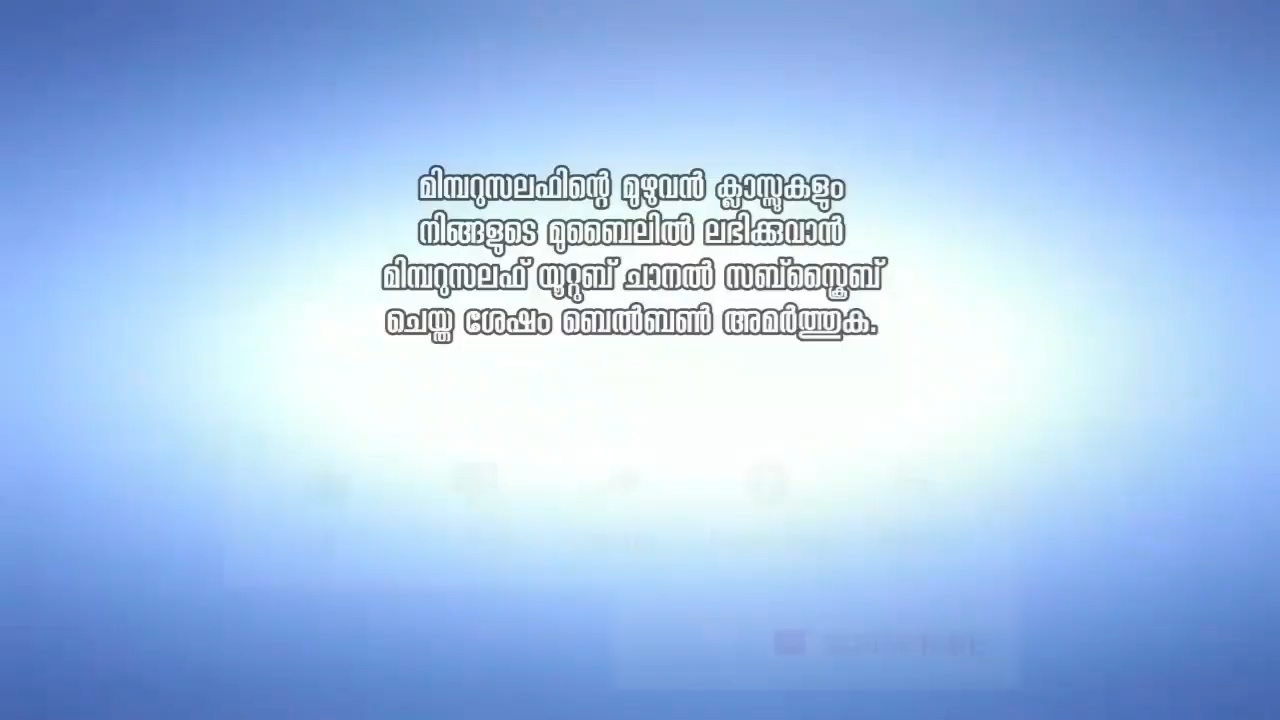 മിമ്പറുസലഫിന്റെ മുഴുവൻ ക്ലാസ്സുകളും
നിങ്ങളുടെ മുബൈലിൽ ലഭിക്കുവാൻ
മിമ്പറുസലഫ് യൂറ്റുബ് ചാനൽ സബ്സ്ക്രൈബ്
ചെയ്ത ശേഷം ബെൽബൺ അമർത്തുക.